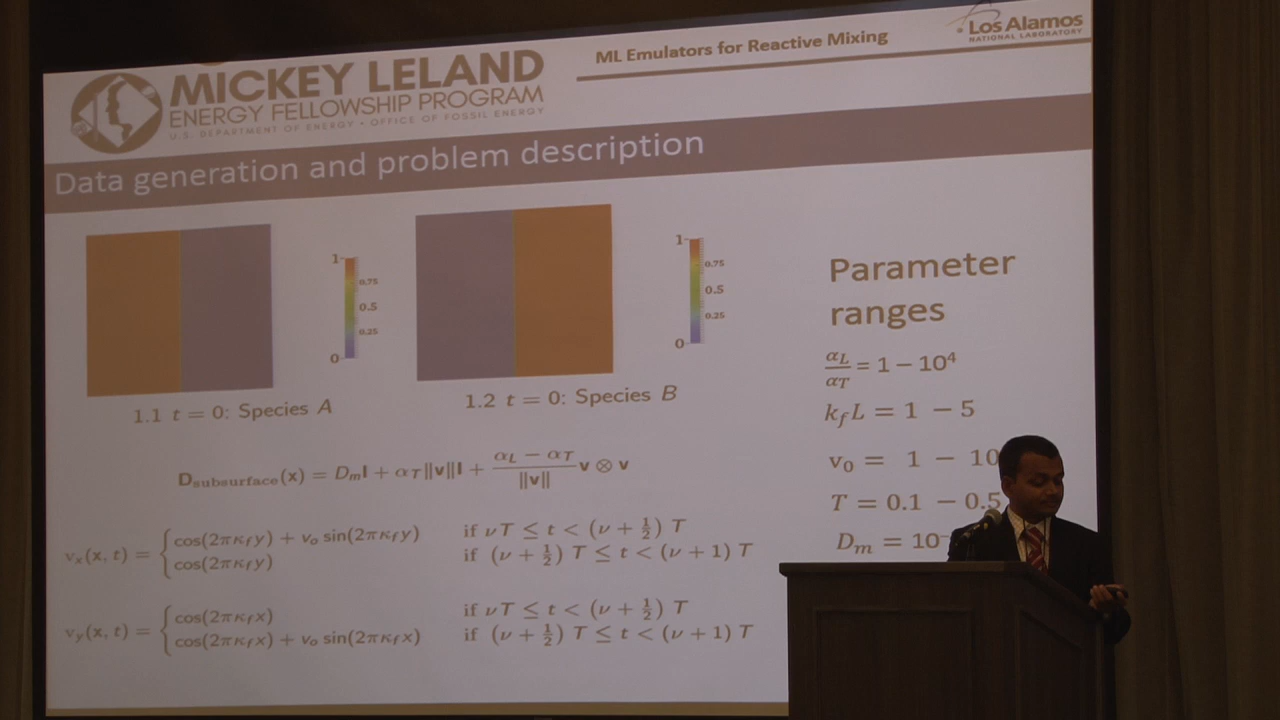 MICKEY LELAND
ENERGY FELLOWSHIP PROGRAM
U.S. DEPARTMENT OF ENERGY • OFFICE OF FOSSIL ENERGY
ML Emulators for Reactive Mixing
Los Alamos
NATIONAL LABORATORY
Data generation and problem description
1
0.75
0.5
0.25
0
1
0.75
0.5
0.25
0
1.1 t = 0: Species A
1.2 t = 0: Species B
D_subsurface(x) = D_m I + α_T ||v|| I + (α_L − α_T)/||v|| v ⊗ v
v_x(x, t) = { cos(2πκ_f y) + v_o sin(2πκ_f y) if νT ≤ t < (ν + ½) T
cos(2πκ_f y) if (ν + ½) T ≤ t < (ν + 1) T
v_y(x, t) = { cos(2πκ_f x) if νT ≤ t < (ν + ½) T
cos(2πκ_f x) + v_o sin(2πκ_f x) if (ν + ½) T ≤ t < (ν + 1) T
Parameter
ranges
α_L/α_T = 1 − 10⁴
k_f L = 1 − 5
v₀ = 1 − 10
T = 0.1 − 0.5
D_m = 10⁻